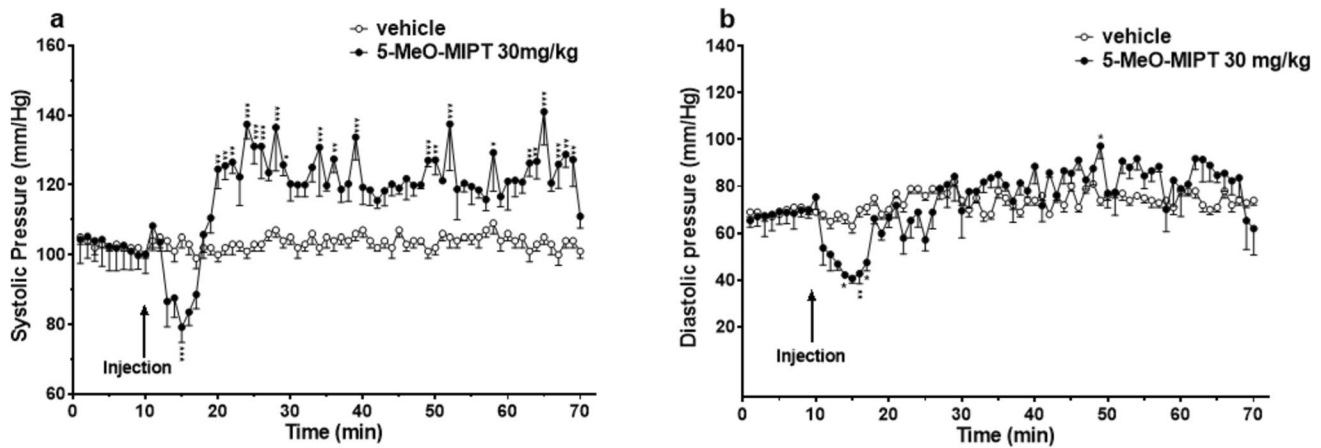 a
vehicle
5-MeO-MIPT 30mg/kg
Systolic Pressure (mm/Hg)
160
140
120
100
80
60
Injection
0
10
20
30
40
50
60
70
Time (min)
b
vehicle
5-MeO-MIPT 30 mg/kg
Diastolic pressure (mm/Hg)
140
120
100
80
60
40
20
Injection
0
10
20
30
40
50
60
70
Time (min)